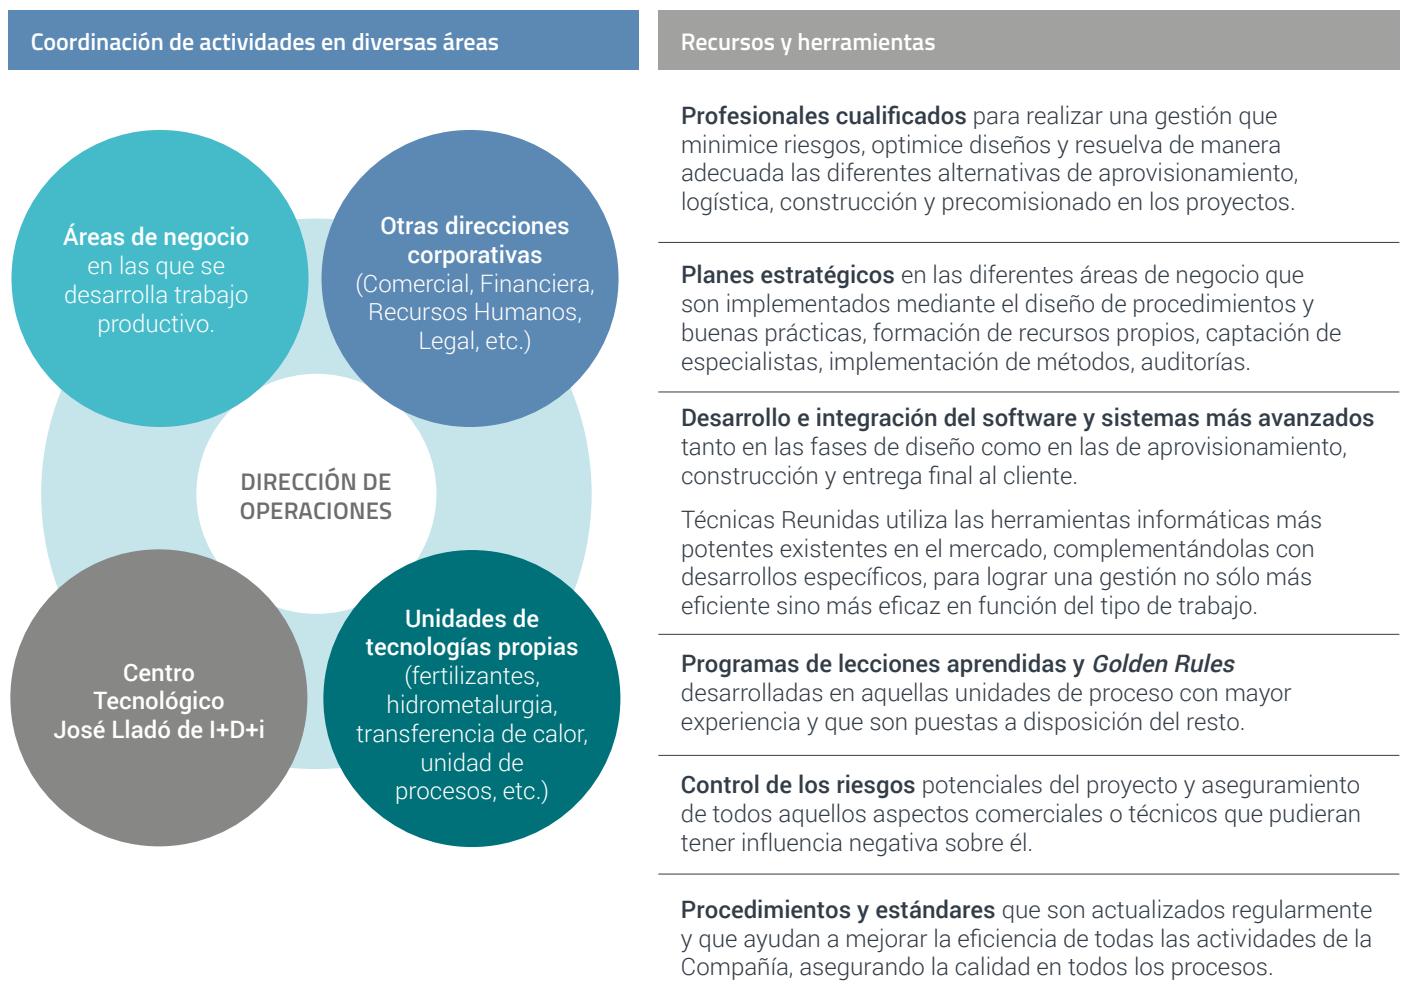 Coordinación de actividades en diversas áreas
Áreas de negocio
en las que se
desarrolla trabajo
productivo.
Otras direcciones
corporativas
(Comercial, Financiera,
Recursos Humanos,
Legal, etc.)
DIRECCIÓN DE
OPERACIONES
Centro
Tecnológico
José Lladó de I+D+i
Unidades de
tecnologías propias
(fertilizantes,
hidrometalurgia,
transferencia de calor,
unidad de
procesos, etc.)
Recursos y herramientas
Profesionales cualificados para realizar una gestión que
minimice riesgos, optimice diseños y resuelva de manera
adecuada las diferentes alternativas de aprovisionamiento,
logística, construcción y precomisionado en los proyectos.
Planes estratégicos en las diferentes áreas de negocio que
son implementados mediante el diseño de procedimientos y
buenas prácticas, formación de recursos propios, captación de
especialistas, implementación de métodos, auditorías.
Desarrollo e integración del software y sistemas más avanzados
tanto en las fases de diseño como en las de aprovisionamiento,
construcción y entrega final al cliente.
Técnicas Reunidas utiliza las herramientas informáticas más
potentes existentes en el mercado, complementándolas con
desarrollos específicos, para lograr una gestión no sólo más
eficiente sino más eficaz en función del tipo de trabajo.
Programas de lecciones aprendidas y Golden Rules
desarrolladas en aquellas unidades de proceso con mayor
experiencia y que son puestas a disposición del resto.
Control de los riesgos potenciales del proyecto y aseguramiento
de todos aquellos aspectos comerciales o técnicos que pudieran
tener influencia negativa sobre él.
Procedimientos y estándares que son actualizados regularmente
y que ayudan a mejorar la eficiencia de todas las actividades de la
Compañía, asegurando la calidad en todos los procesos.